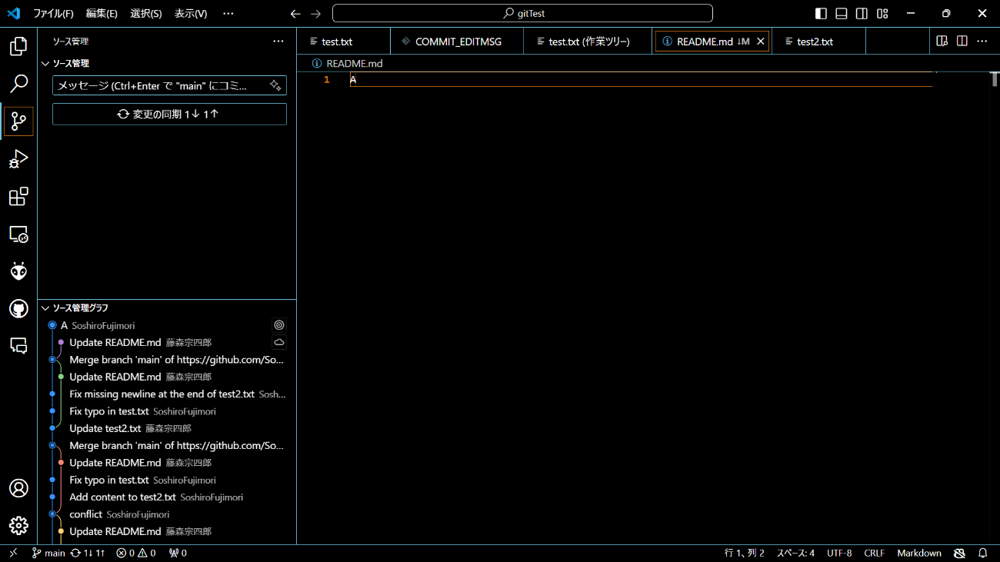 ファイル(F) 編集(E) 選択(S) 表示(V) ··· gitTest
ソース管理
ソース管理
メッセージ (Ctrl+Enter で "main" にコミ...
変更の同期 1↓ 1↑
test.txt COMMIT_EDITMSG test.txt (作業ツリー) README.md ↓M test2.txt
README.md
1 A
ソース管理グラフ
A SoshiroFujimori
Update README.md 藤森宗四郎
Merge branch 'main' of https://github.com/So...
Update README.md 藤森宗四郎
Fix missing newline at the end of test2.txt Sosh...
Fix typo in test.txt SoshiroFujimori
Update test2.txt 藤森宗四郎
Merge branch 'main' of https://github.com/So...
Update README.md 藤森宗四郎
Fix typo in test.txt SoshiroFujimori
Add content to test2.txt SoshiroFujimori
conflict SoshiroFujimori
Update README.md 藤森宗四郎
main 1↓ 1↑ 0 0 0 行 1、列 2 スペース: 4 UTF-8 CRLF Markdown